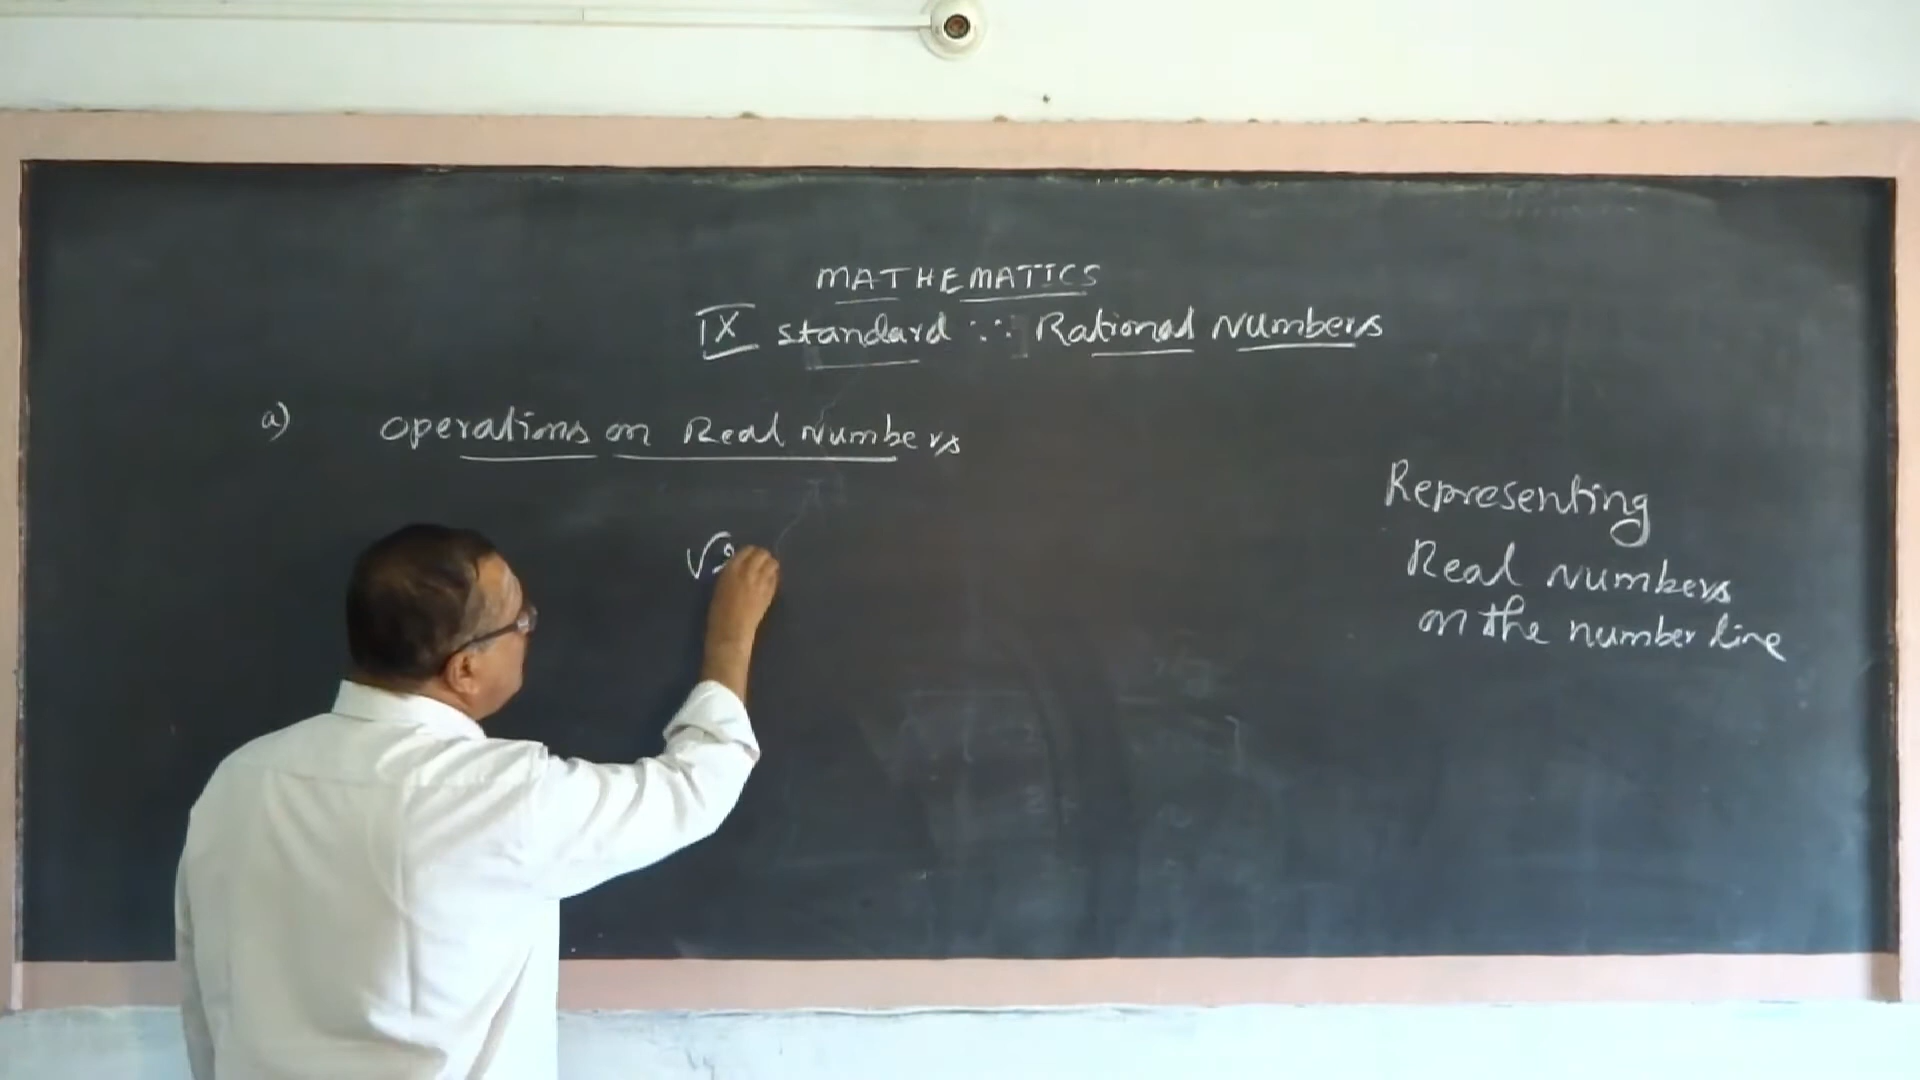 MATHEMATICS
IX standard ∴∴ Rational Numbers
a) operations on Real Numbers
Representing
Real Numbers
on the number line